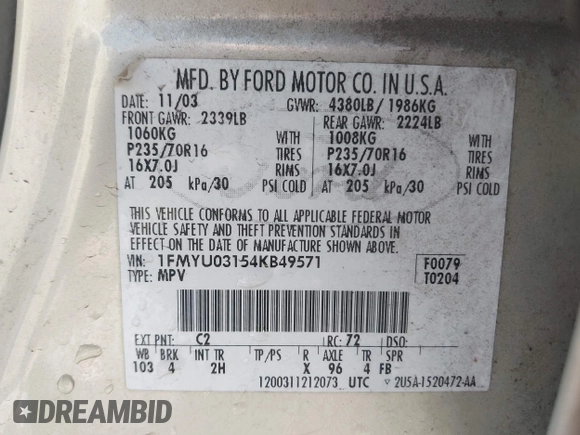 MFD. BY FORD MOTOR CO. IN U.S.A.
DATE: 11/03 GVWR: 4380LB / 1986KG
FRONT GAWR: 2339LB REAR GAWR: 2224LB
1060KG WITH 1008KG WITH
P235/70R16 TIRES P235/70R16 TIRES
16X7.0J RIMS 16X7.0J RIMS
AT 205 kPa/30 PSI COLD AT 205 kPa/30 PSI COLD
THIS VEHICLE CONFORMS TO ALL APPLICABLE FEDERAL MOTOR
VEHICLE SAFETY AND THEFT PREVENTION STANDARDS IN
EFFECT ON THE DATE OF MANUFACTURE SHOWN ABOVE.
VIN: 1FMYU03154KB49571 F0079
TYPE: MPV T0204
EXT PNT: C2 RC: 72 DSO:
WB BRK INT TR TP/PS R AXLE TR SPR
103 4 2H X 96 4 FB
1200311212073 UTC 2U5A-1520472-AA
DREAMBID